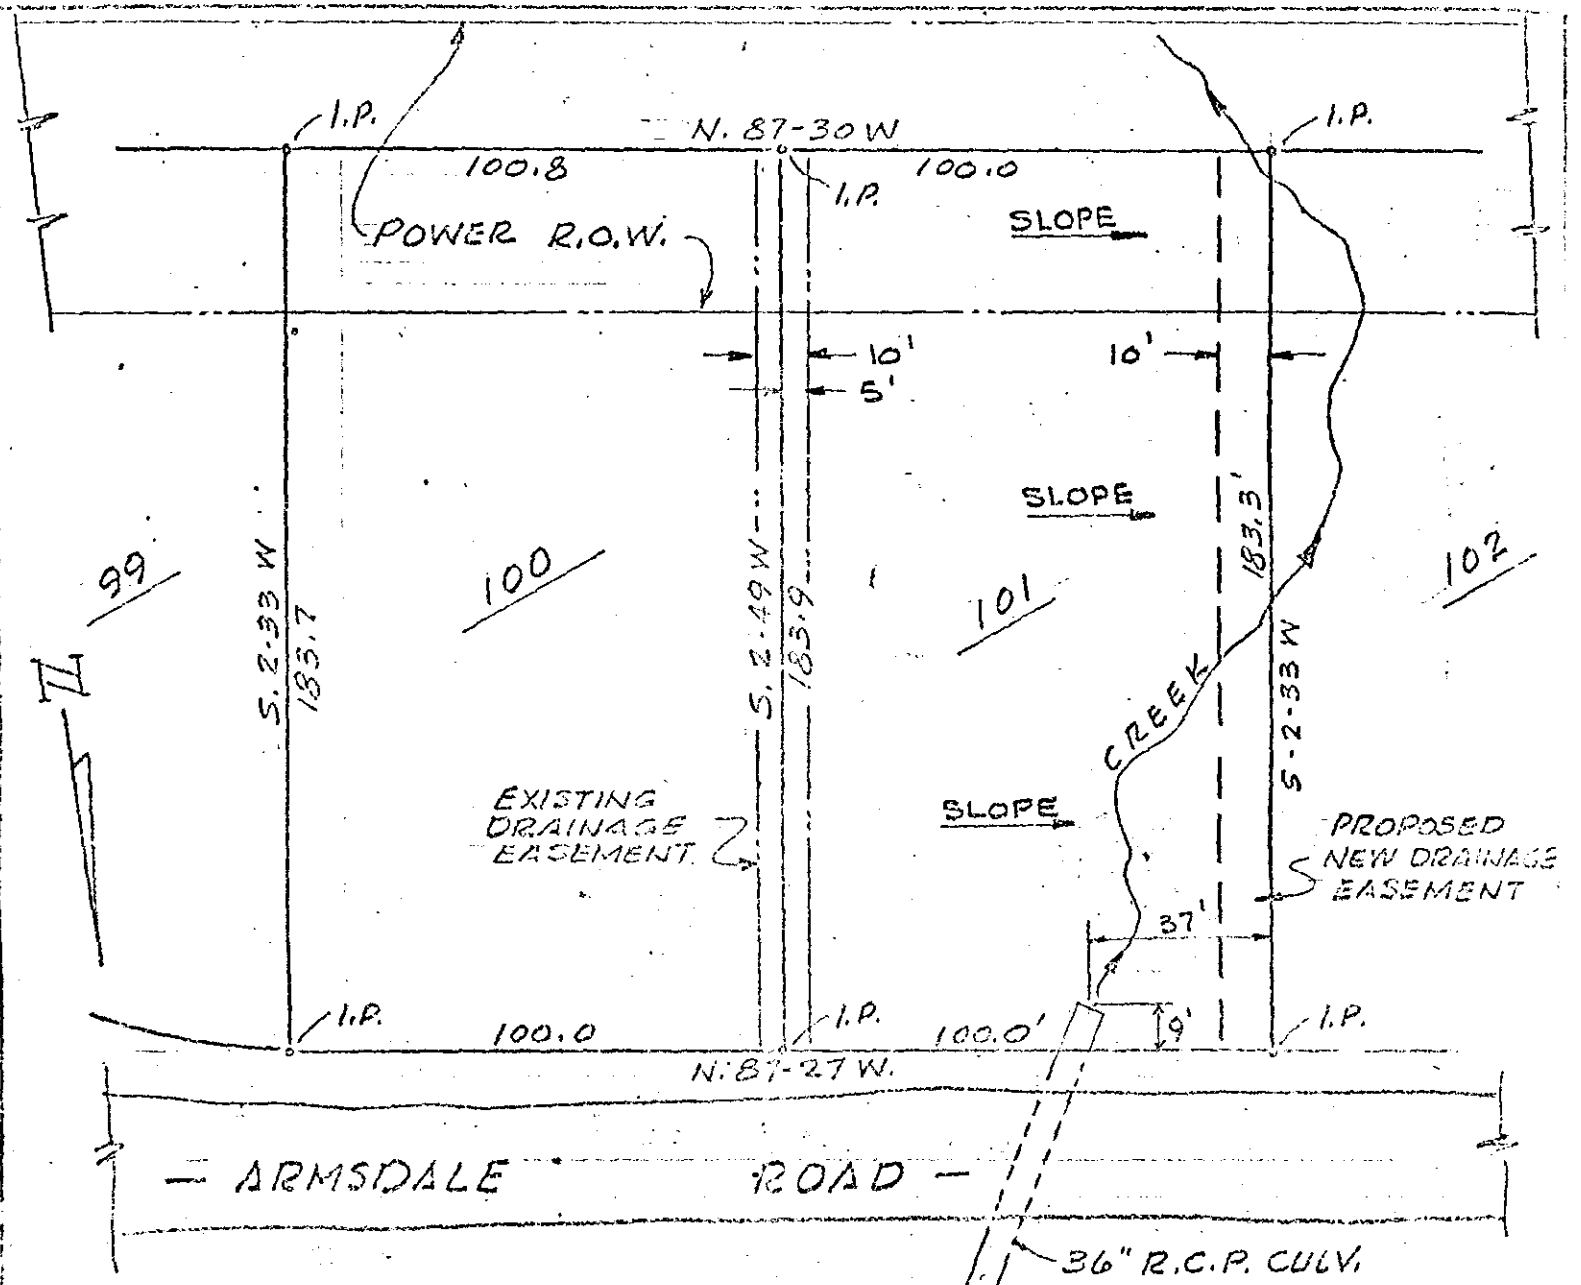 I.P.
N. 87-30 W
I.P.
100.8
100.0
I.P.
SLOPE
POWER R.O.W.
10'
10'
5'
SLOPE
183.3'
99
100
S. 2-33 W
183.7
S. 2-49 W
183.9
101
102
N
CREEK
S-2-33 W
EXISTING
DRAINAGE
EASEMENT
SLOPE
PROPOSED
NEW DRAINAGE
EASEMENT
37'
I.P.
100.0
I.P.
100.0'
9'
I.P.
N. 87-27 W.
- ARMSDALE ROAD -
36" R.C.P. CULV.